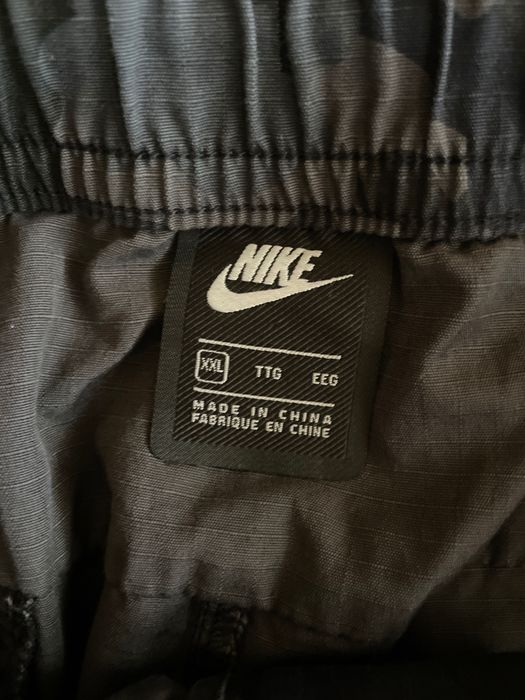 NIKE
XXL TTG EEG
MADE IN CHINA
FABRIQUE EN CHINE